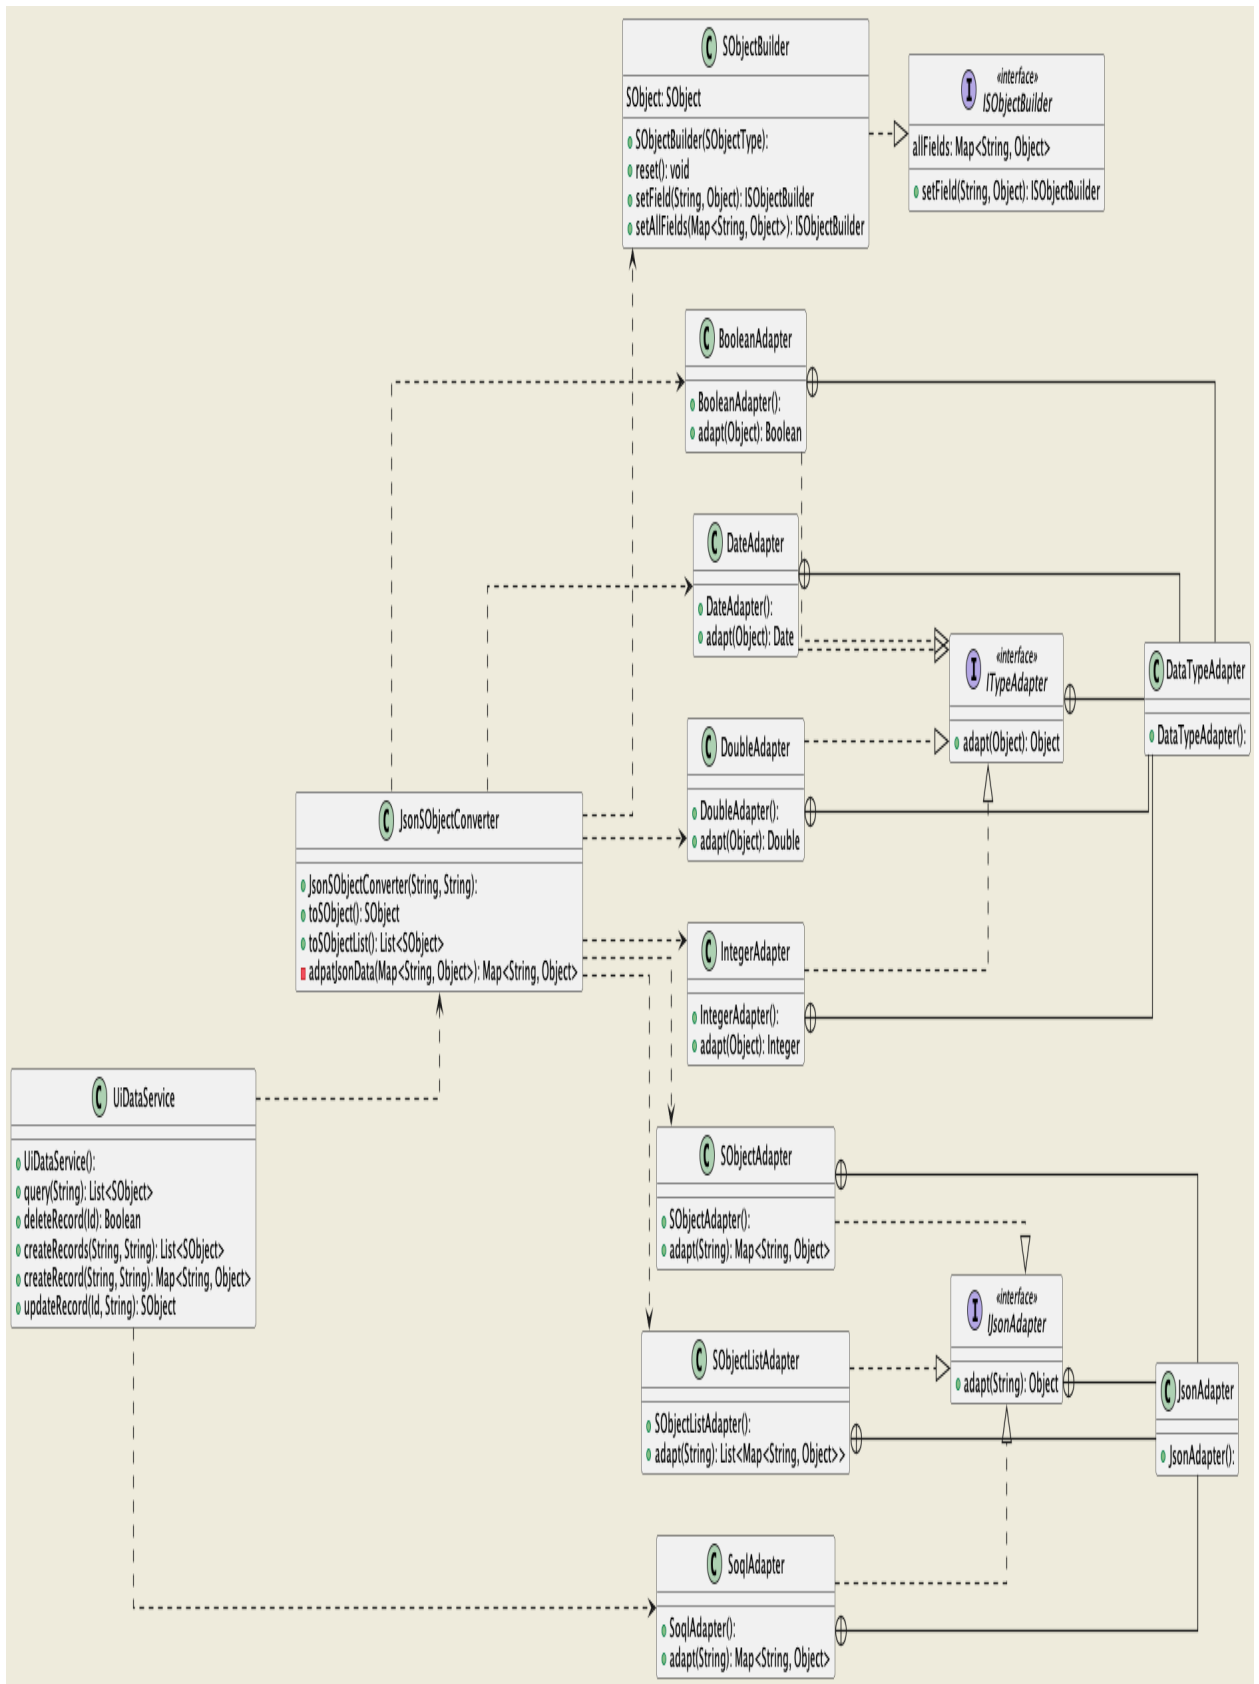 C SObjectBuilder
SObject: SObject
SObjectBuilder(SObjectType):
reset(): void
setField(String, Object): ISObjectBuilder
setAllFields(Map<String, Object>): ISObjectBuilder
«interface»
I ISObjectBuilder
allFields: Map<String, Object>
setField(String, Object): ISObjectBuilder
C BooleanAdapter
BooleanAdapter():
adapt(Object): Boolean
C DateAdapter
DateAdapter():
adapt(Object): Date
«interface»
I ITypeAdapter
adapt(Object): Object
C DataTypeAdapter
DataTypeAdapter():
C DoubleAdapter
DoubleAdapter():
adapt(Object): Double
C JsonSObjectConverter
JsonSObjectConverter(String, String):
toSObject(): SObject
toSObjectList(): List<SObject>
adpatJsonData(Map<String, Object>): Map<String, Object>
C IntegerAdapter
IntegerAdapter():
adapt(Object): Integer
C UiDataService
UiDataService():
query(String): List<SObject>
deleteRecord(Id): Boolean
createRecords(String, String): List<SObject>
createRecord(String, String): Map<String, Object>
updateRecord(Id, String): SObject
C SObjectAdapter
SObjectAdapter():
adapt(String): Map<String, Object>
«interface»
I IJsonAdapter
adapt(String): Object
C SObjectListAdapter
SObjectListAdapter():
adapt(String): List<Map<String, Object>>
C JsonAdapter
JsonAdapter():
C SoqlAdapter
SoqlAdapter():
adapt(String): Map<String, Object>